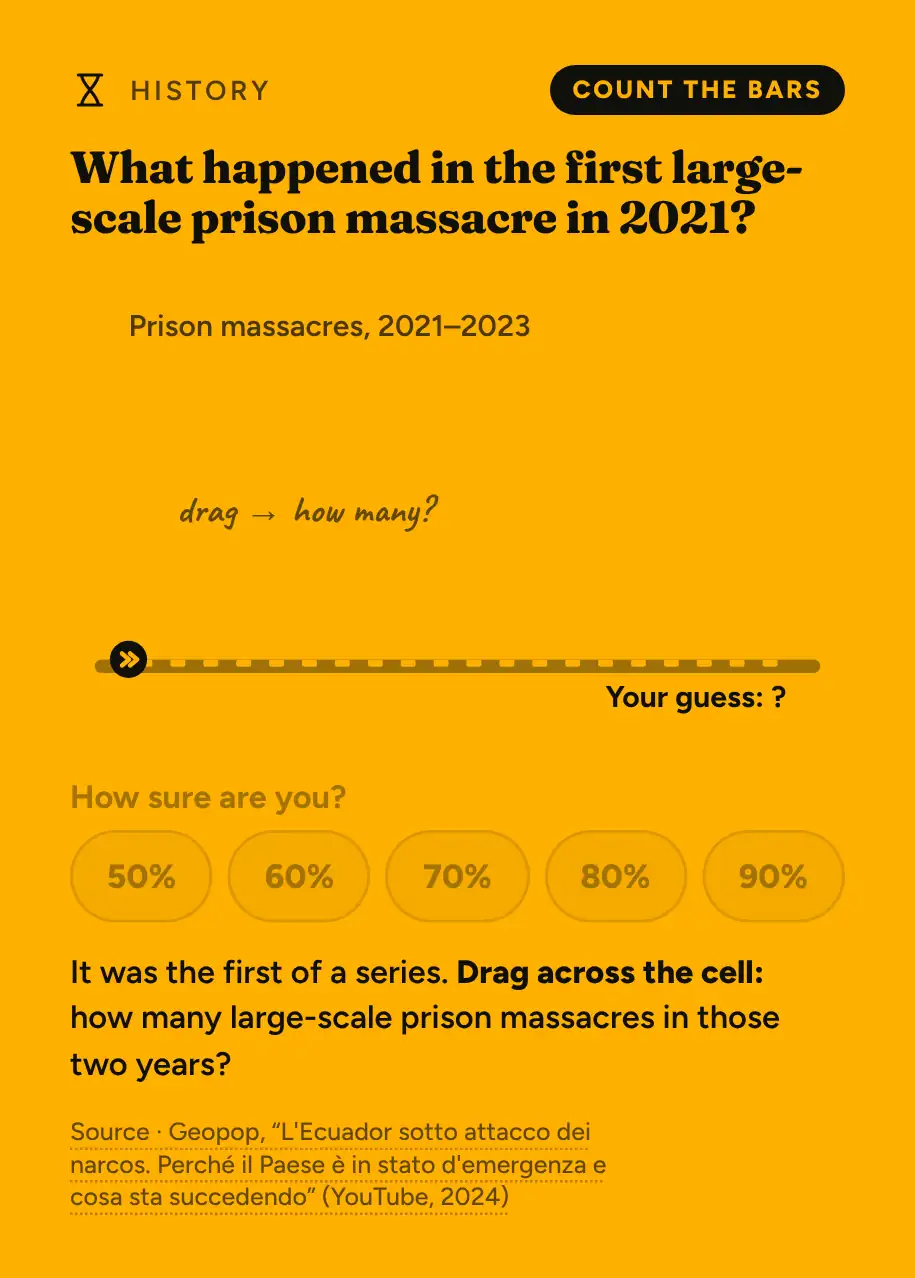 HISTORY
COUNT THE BARS
What happened in the first large-
scale prison massacre in 2021?
Prison massacres, 2021–2023
drag → how many?
Your guess: ?
How sure are you?
50% 60% 70% 80% 90%
It was the first of a series. Drag across the cell:
how many large-scale prison massacres in those
two years?
Source · Geopop, “L'Ecuador sotto attacco dei
narcos. Perché il Paese è in stato d'emergenza e
cosa sta succedendo” (YouTube, 2024)